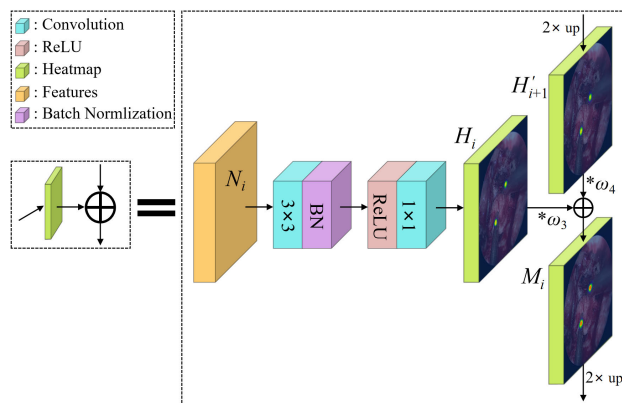 : Convolution
: ReLU
: Heatmap
: Features
: Batch Normlization
2× up
H'i+1
Hi
Ni
3×3
BN
ReLU
1×1
*ω4
*ω3
Mi
2× up